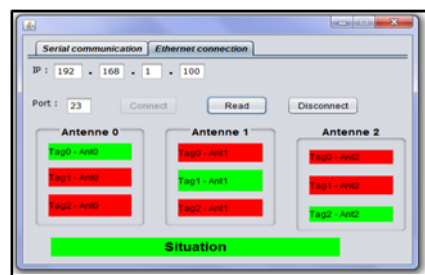 Serial communication Ethernet connection
IP : 192 . 168 . 1 . 100
Port : 23 Connect Read Disconnect
Antenne 0 Antenne 1 Antenne 2
Tag0 - Ant0 Tag0 - Ant1 Tag0 - Ant2
Tag1 - Ant0 Tag1 - Ant1 Tag1 - Ant2
Tag2 - Ant0 Tag2 - Ant1 Tag2 - Ant2
Situation